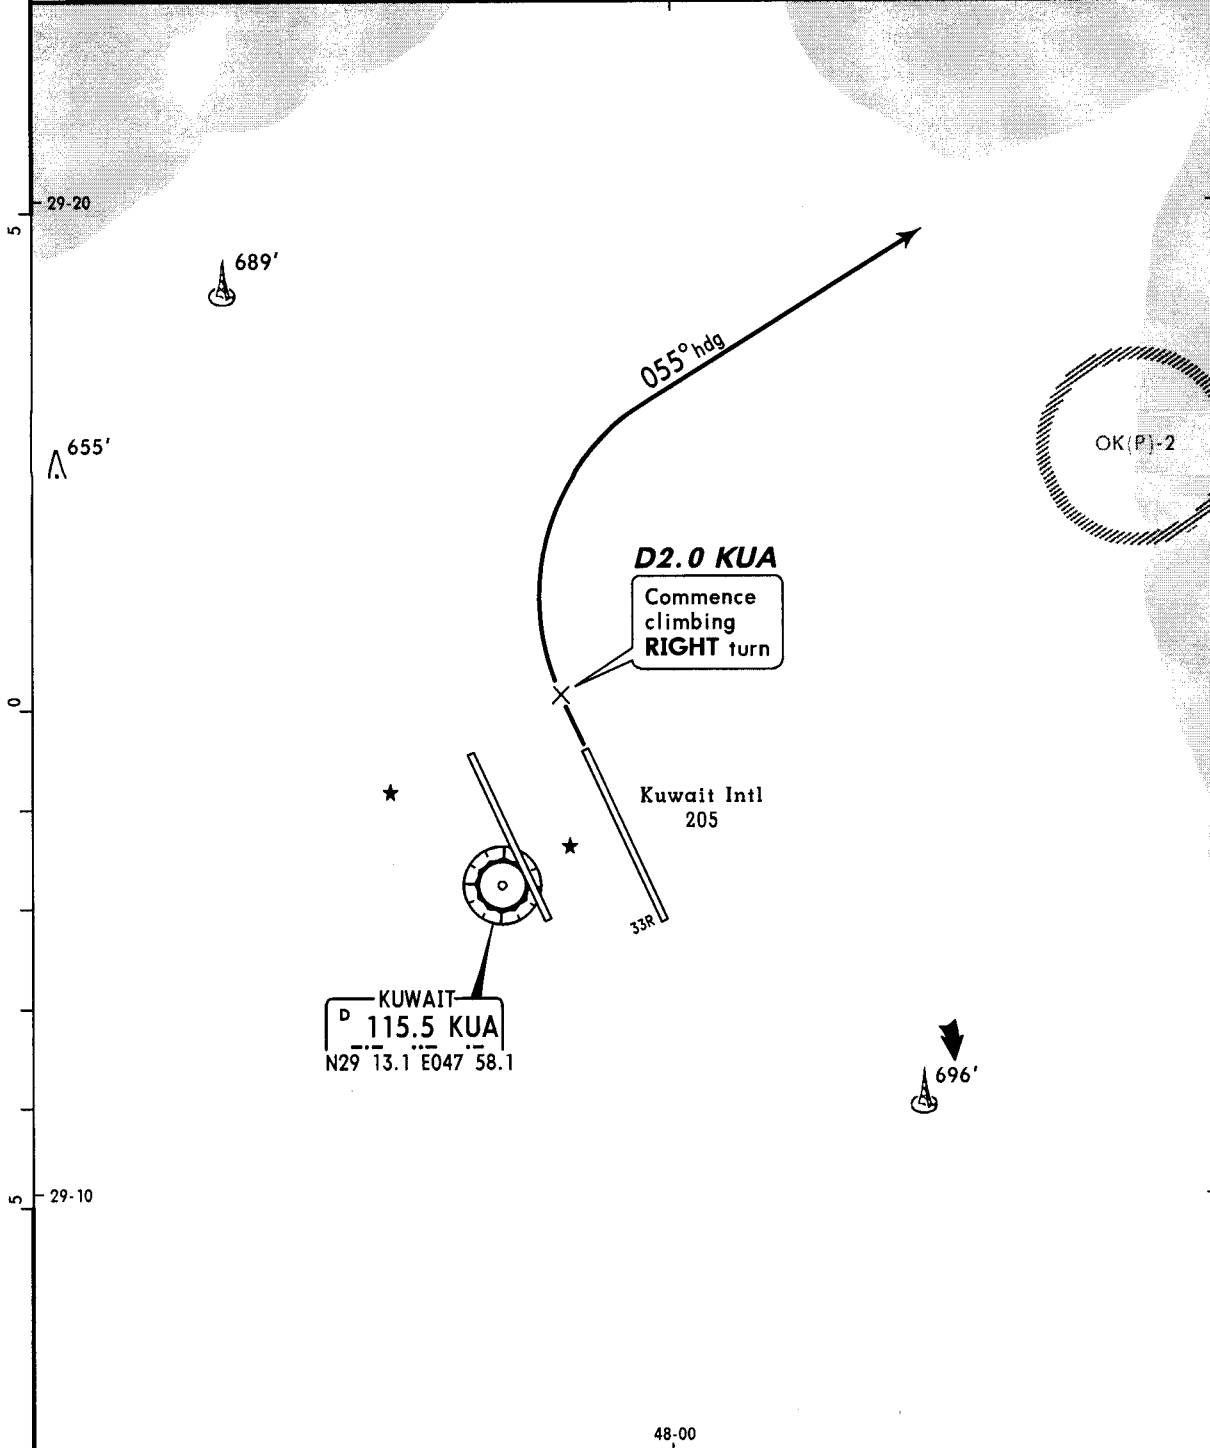 29-20
5
689'
055° hdg
655'
OK(P)-2
D2.0 KUA
Commence
climbing
RIGHT turn
0
Kuwait Intl
205
33R
KUWAIT
D 115.5 KUA
N29 13.1 E047 58.1
696'
5
29-10
48-00